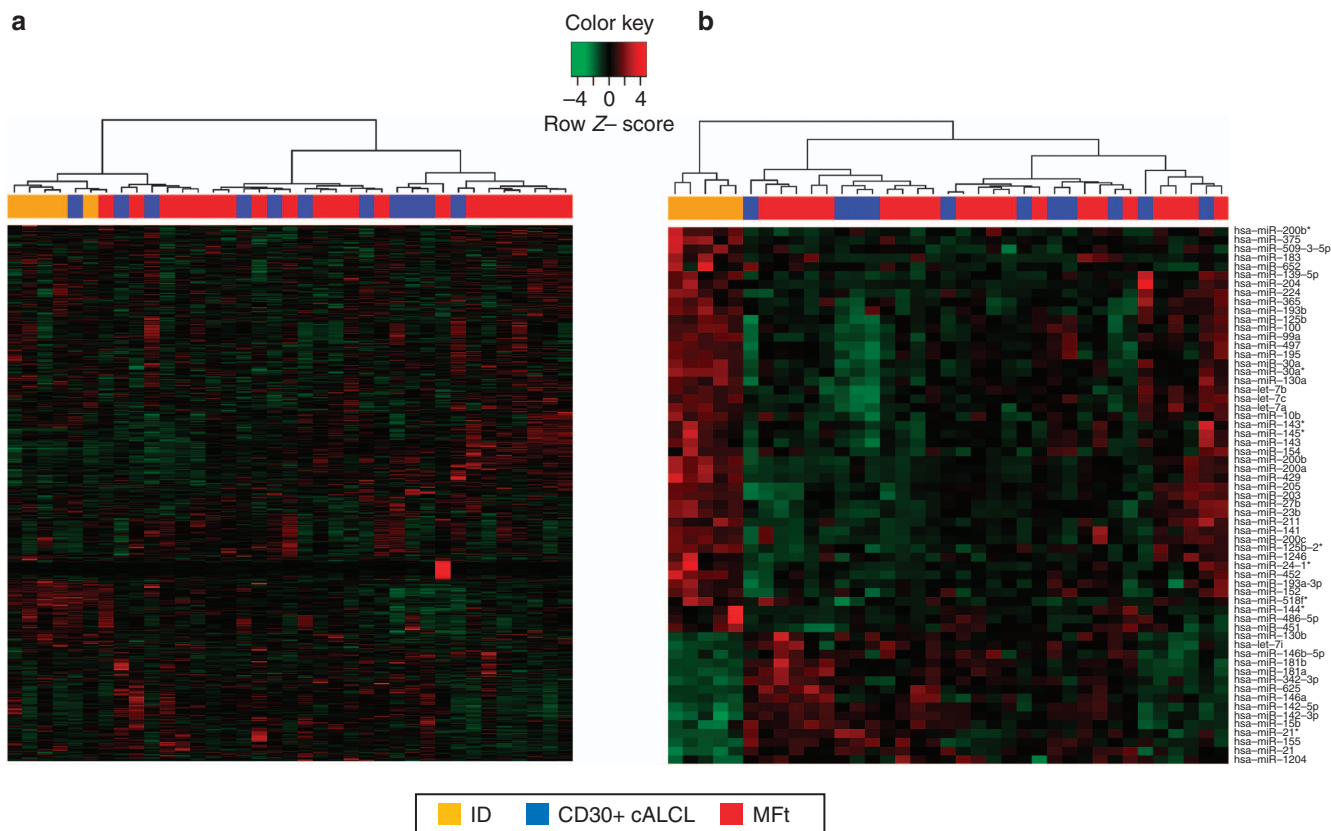 a
b
Color key
−4 0 4
Row Z− score
hsa−miR−200b*
hsa−miR−375
hsa−miR−509−3−5p
hsa−miR−183
hsa−miR−652
hsa−miR−139−5p
hsa−miR−204
hsa−miR−224
hsa−miR−365
hsa−miR−193b
hsa−miR−125b
hsa−miR−100
hsa−miR−99a
hsa−miR−497
hsa−miR−195
hsa−miR−30a
hsa−miR−30a*
hsa−miR−130a
hsa−let−7b
hsa−let−7c
hsa−let−7a
hsa−miR−10b
hsa−miR−143*
hsa−miR−145*
hsa−miR−143
hsa−miR−154
hsa−miR−200b
hsa−miR−200a
hsa−miR−429
hsa−miR−205
hsa−miR−203
hsa−miR−27b
hsa−miR−23b
hsa−miR−211
hsa−miR−141
hsa−miR−200c
hsa−miR−125b−2*
hsa−miR−1246
hsa−miR−24−1*
hsa−miR−452
hsa−miR−193a−3p
hsa−miR−152
hsa−miR−518f*
hsa−miR−144*
hsa−miR−486−5p
hsa−miR−451
hsa−miR−130b
hsa−let−7i
hsa−miR−146b−5p
hsa−miR−181b
hsa−miR−181a
hsa−miR−342−3p
hsa−miR−625
hsa−miR−146a
hsa−miR−142−5p
hsa−miR−142−3p
hsa−miR−15b
hsa−miR−21*
hsa−miR−155
hsa−miR−21
hsa−miR−1204
ID CD30+ cALCL MFt